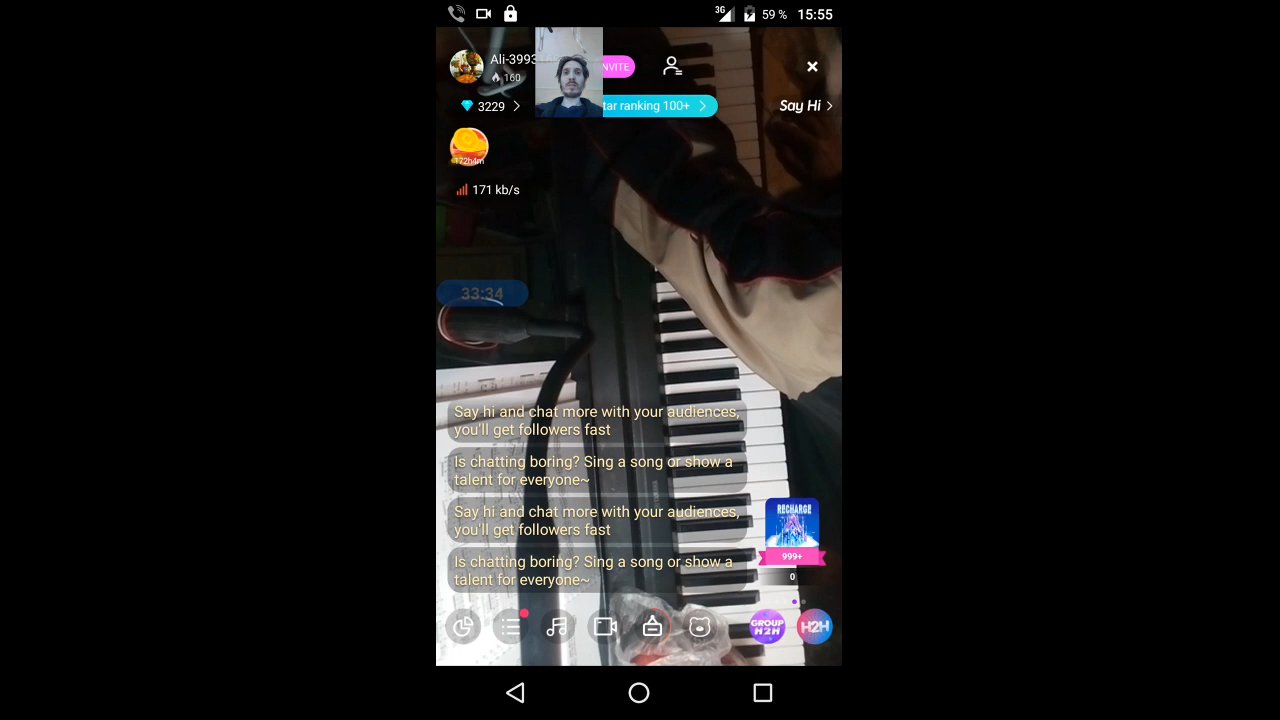 3G 59 % 15:55
Ali-3993
160
NVITE
3229
tar ranking 100+
Say Hi
172h4m
171 kb/s
33:34
Say hi and chat more with your audiences,
you'll get followers fast
Is chatting boring? Sing a song or show a
talent for everyone~
Say hi and chat more with your audiences,
you'll get followers fast
Is chatting boring? Sing a song or show a
talent for everyone~
RECHARGE
999+
0
GROUP
H2H
H2H